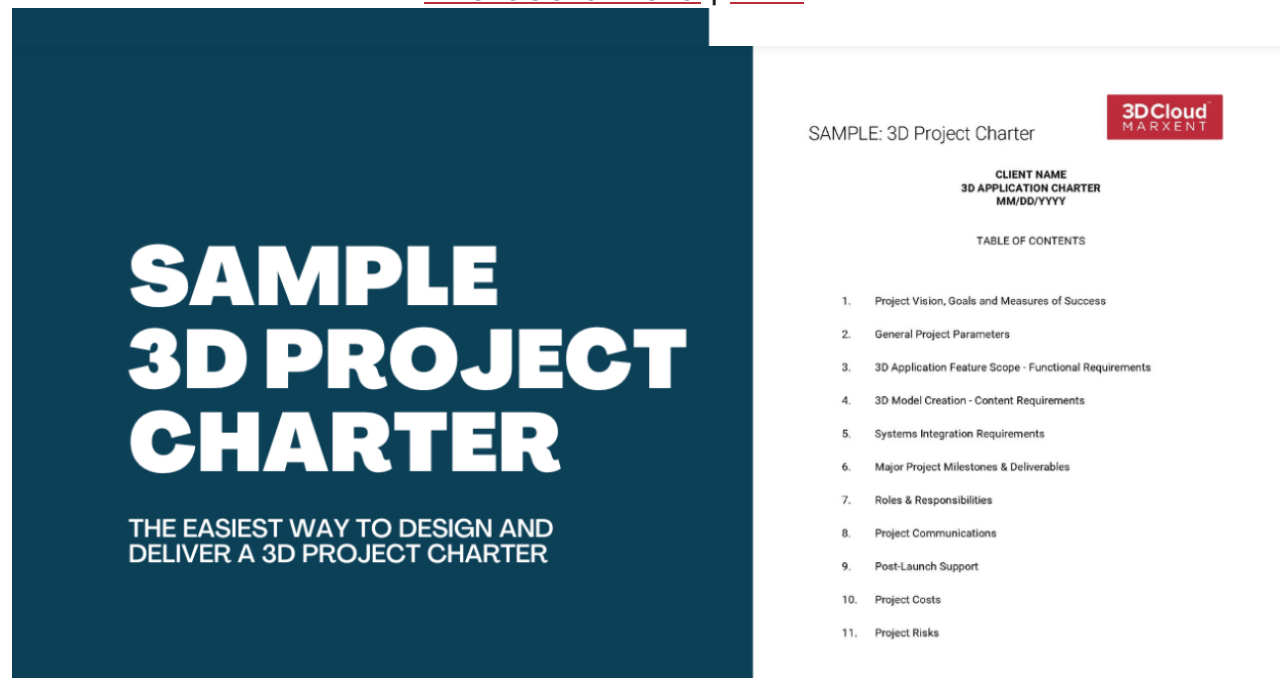 SAMPLE
3D PROJECT
CHARTER
THE EASIEST WAY TO DESIGN AND
DELIVER A 3D PROJECT CHARTER
3D Cloud™
MARXENT
SAMPLE: 3D Project Charter
CLIENT NAME
3D APPLICATION CHARTER
MM/DD/YYYY
TABLE OF CONTENTS
1. Project Vision, Goals and Measures of Success
2. General Project Parameters
3. 3D Application Feature Scope - Functional Requirements
4. 3D Model Creation - Content Requirements
5. Systems Integration Requirements
6. Major Project Milestones & Deliverables
7. Roles & Responsibilities
8. Project Communications
9. Post-Launch Support
10. Project Costs
11. Project Risks